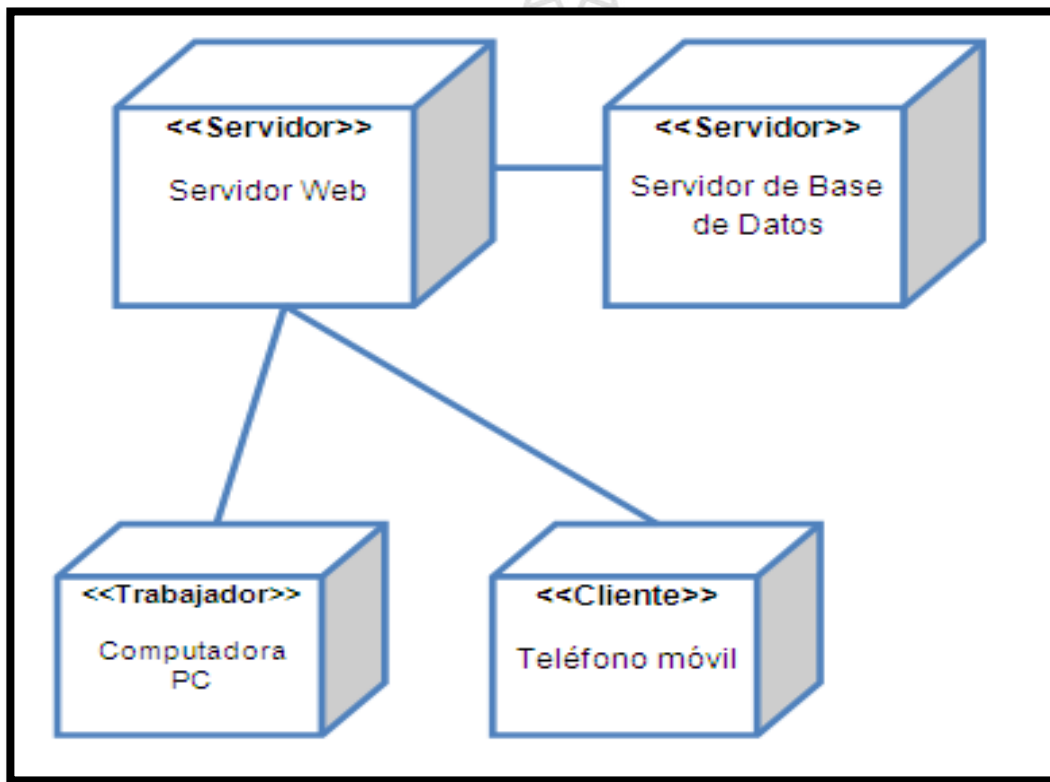 <<Servidor>>
Servidor Web
<<Servidor>>
Servidor de Base
de Datos
<<Trabajador>>
Computadora
PC
<<Cliente>>
Teléfono móvil